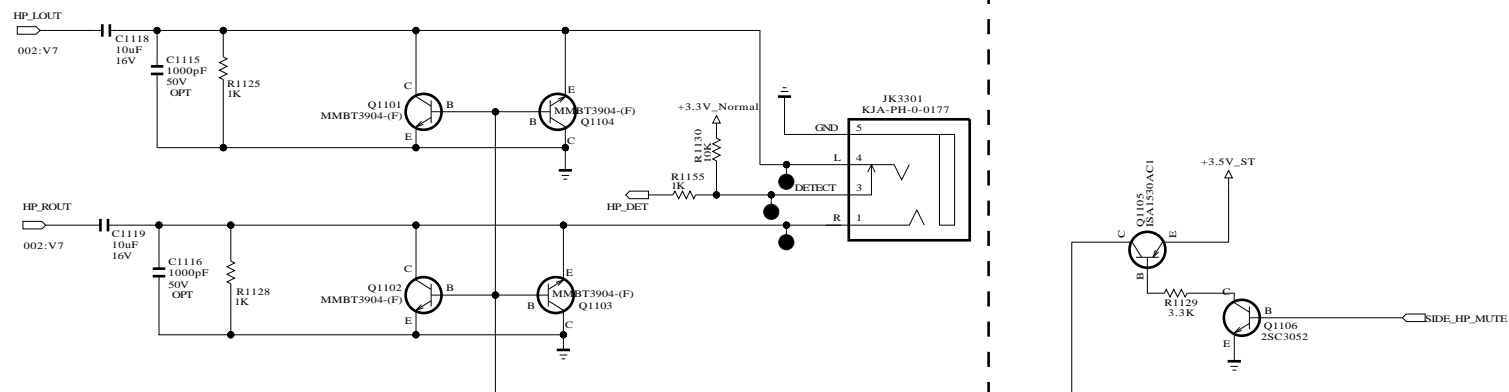 HP_LOUT
002:V7
C1118
10uF
16V
C1115
1000pF
50V
OPT
R1125
1K
Q1101
MMBT3904-(F)
C
B
E
E
MMBT3904-(F)
B
Q1104
C
+3.3V_Normal
R1130
10K
R1155
1K
HP_DET
JK3301
KJA-PH-0-0177
GND
5
L
4
DETECT
3
R
1
HP_ROUT
002:V7
C1119
10uF
16V
C1116
1000pF
50V
OPT
R1128
1K
Q1102
MMBT3904-(F)
C
B
E
E
MMBT3904-(F)
B
Q1103
C
Q1105
ISA1530AC1
+3.5V_ST
C
E
B
R1129
3.3K
C
B
Q1106
2SC3052
E
SIDE_HP_MUTE